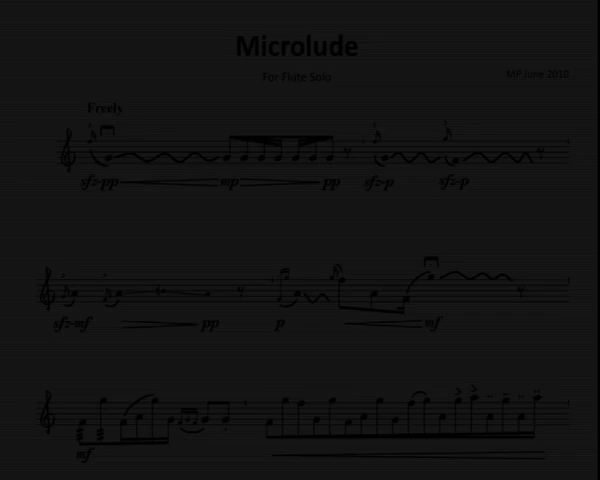 Microlude
For Flute Solo
MP June 2010
Freely
sfz-pp mp pp sfz-p sfz-p
sfz-mf pp p mf
mf